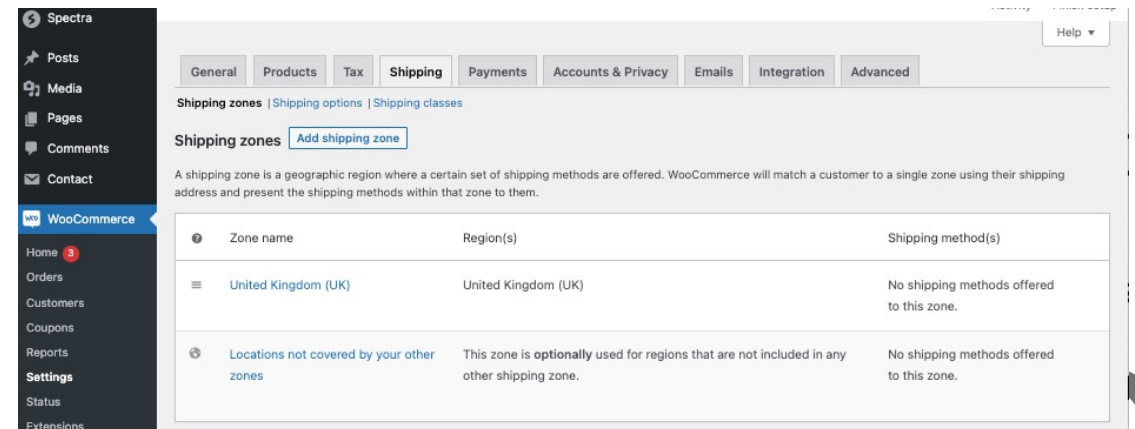 Spectra
Posts
Media
Pages
Comments
Contact
WooCommerce
Home 3
Orders
Customers
Coupons
Reports
Settings
Status
Extensions
Help
General Products Tax Shipping Payments Accounts & Privacy Emails Integration Advanced
Shipping zones | Shipping options | Shipping classes
Shipping zones Add shipping zone
A shipping zone is a geographic region where a certain set of shipping methods are offered. WooCommerce will match a customer to a single zone using their shipping
address and present the shipping methods within that zone to them.
Zone name Region(s) Shipping method(s)
United Kingdom (UK) United Kingdom (UK) No shipping methods offered
to this zone.
Locations not covered by your other This zone is optionally used for regions that are not included in any No shipping methods offered
zones other shipping zone. to this zone.